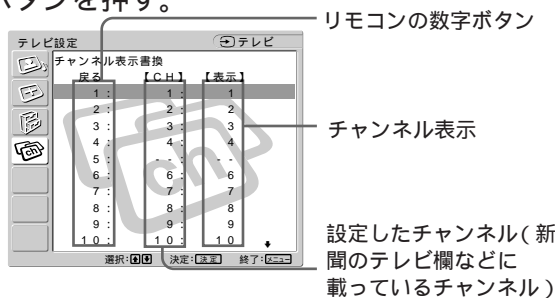 ボタンを押す。
リモコンの数字ボタン
テレビ設定 テレビ
チャンネル表示書換
戻る 【CH】 【表示】
1 : 1 : 1
2 : 2 : 2
3 : 3 : 3
4 : 4 : 4
5 : - - : - -
6 : 6 : 6
7 : 7 : 7
8 : 8 : 8
9 : 9 : 9
10 : 10 : 10
選択:↑↓ 決定:決定 終了:メニュー
チャンネル表示
設定したチャンネル(新
聞のテレビ欄などに
載っているチャンネル)
ch
ch